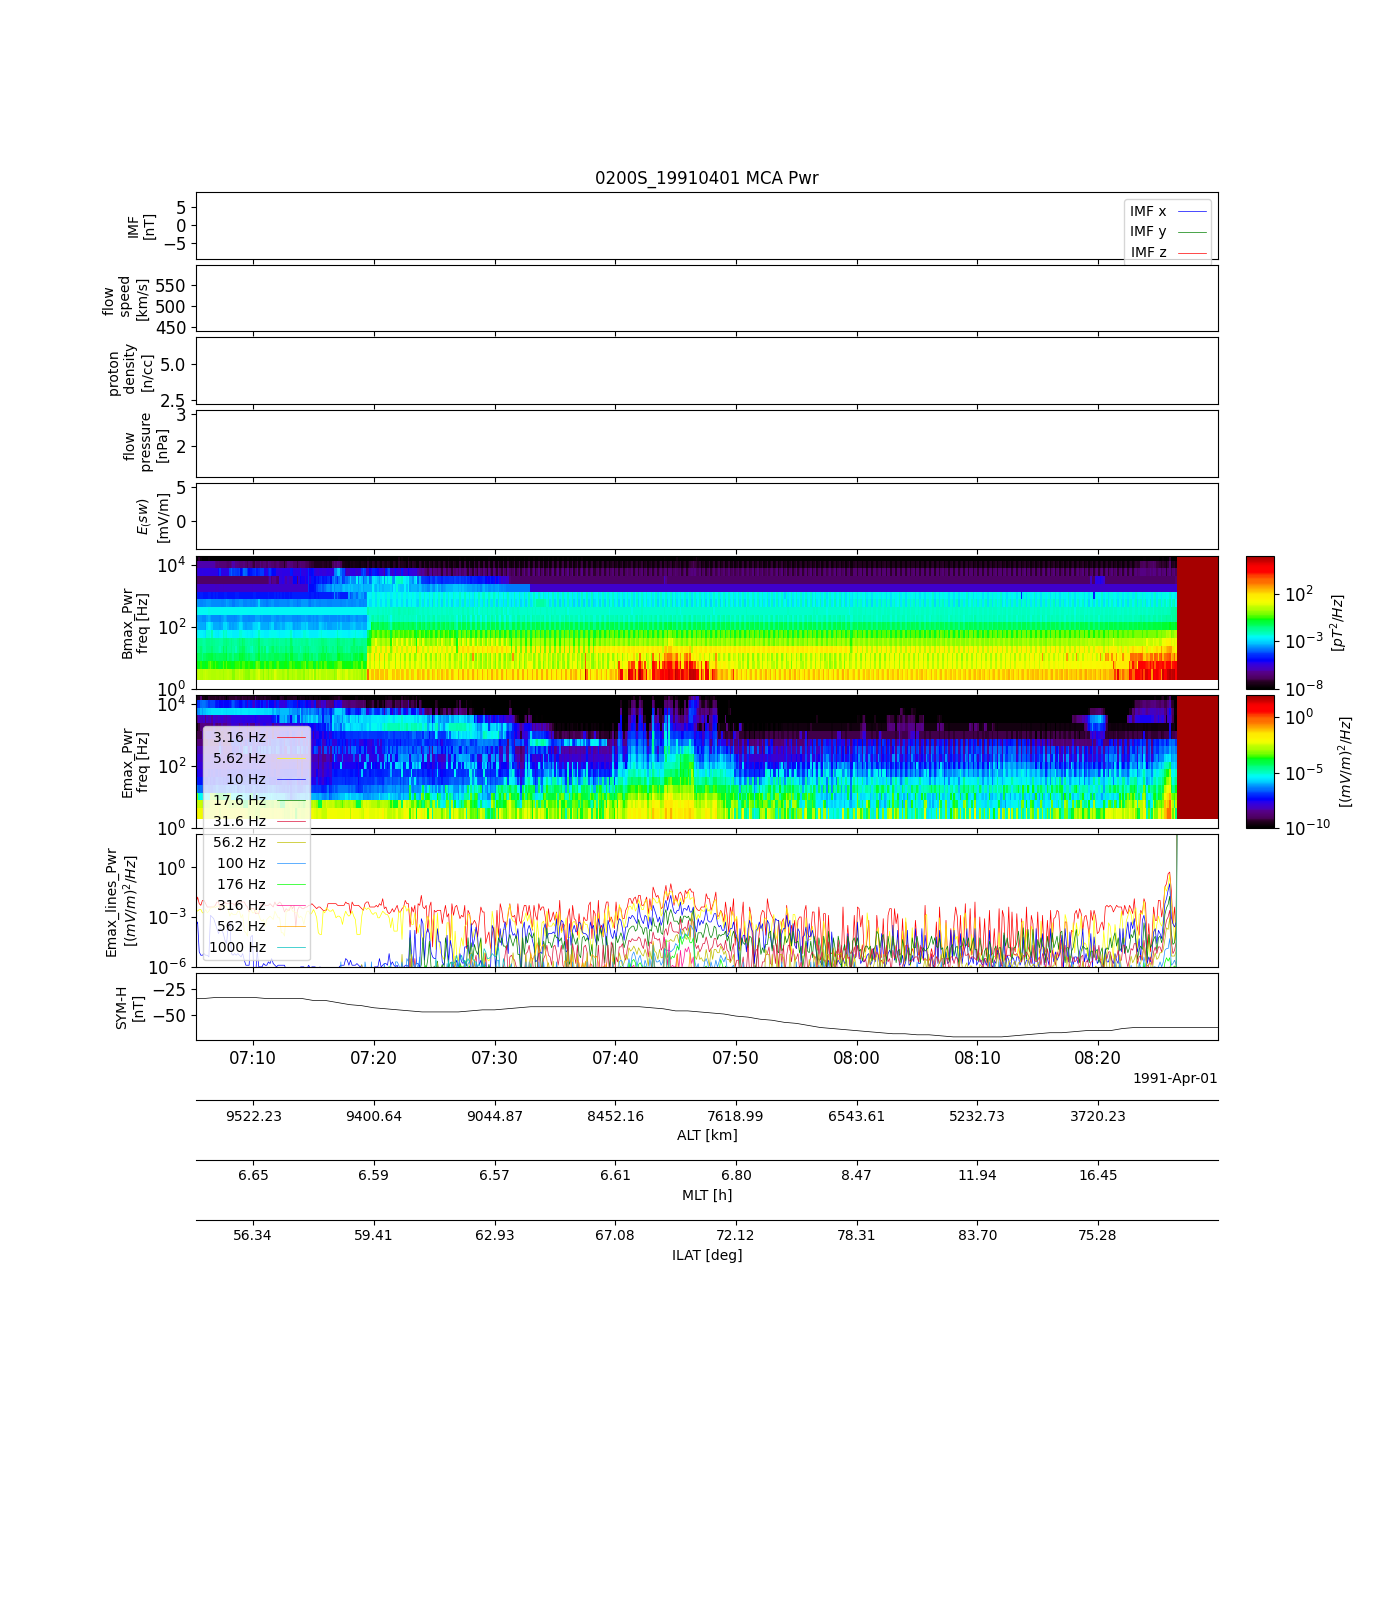 0200S_19910401 MCA Pwr
IMF
[nT]
5
0
−5
IMF x
IMF y
IMF z
flow
speed
[km/s]
550
500
450
proton
density
[n/cc]
5.0
2.5
flow
pressure
[nPa]
3
2
E(sw)
[mV/m]
5
0
Bmax_Pwr
freq [Hz]
10^4
10^2
10^0
10^2
10^−3
10^−8
[pT^2/Hz]
Emax_Pwr
freq [Hz]
10^4
10^2
10^0
10^0
10^−5
10^−10
[(mV/m)^2/Hz]
3.16 Hz
5.62 Hz
10 Hz
17.6 Hz
31.6 Hz
56.2 Hz
100 Hz
176 Hz
316 Hz
562 Hz
1000 Hz
Emax_lines_Pwr
[(mV/m)^2/Hz]
10^0
10^−3
10^−6
SYM-H
[nT]
−25
−50
07:10 07:20 07:30 07:40 07:50 08:00 08:10 08:20
1991-Apr-01
9522.23 9400.64 9044.87 8452.16 7618.99 6543.61 5232.73 3720.23
ALT [km]
6.65 6.59 6.57 6.61 6.80 8.47 11.94 16.45
MLT [h]
56.34 59.41 62.93 67.08 72.12 78.31 83.70 75.28
ILAT [deg]